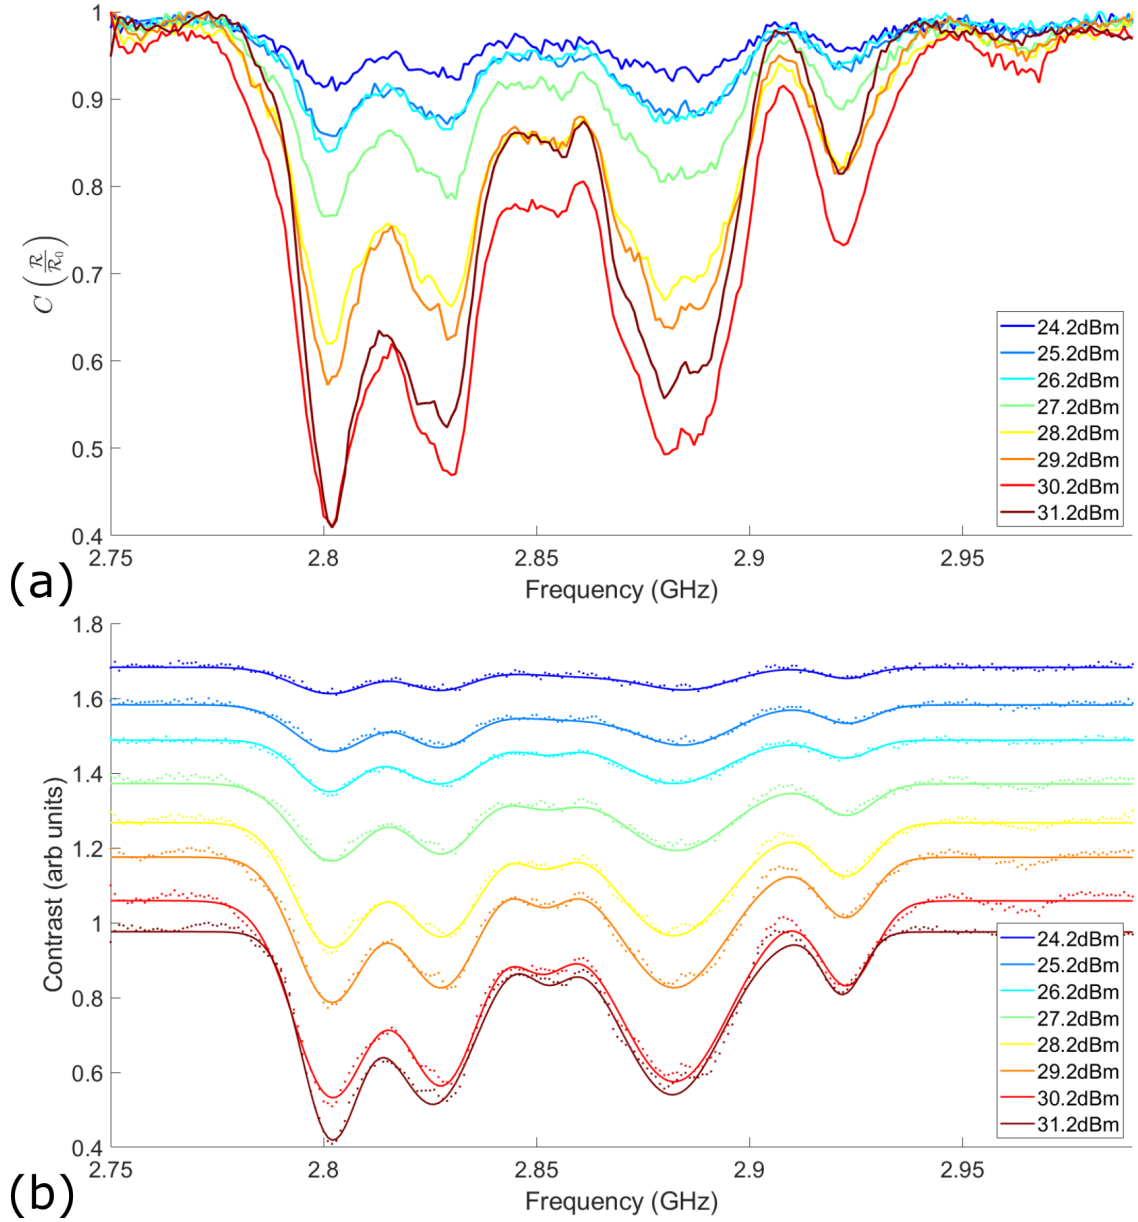 1
0.9
0.8
0.7
0.6
0.5
0.4
C (R/R₀)
2.75
2.8
2.85
2.9
2.95
Frequency (GHz)
24.2dBm
25.2dBm
26.2dBm
27.2dBm
28.2dBm
29.2dBm
30.2dBm
31.2dBm
(a)
1.8
1.6
1.4
1.2
1
0.8
0.6
0.4
Contrast (arb units)
2.75
2.8
2.85
2.9
2.95
Frequency (GHz)
24.2dBm
25.2dBm
26.2dBm
27.2dBm
28.2dBm
29.2dBm
30.2dBm
31.2dBm
(b)